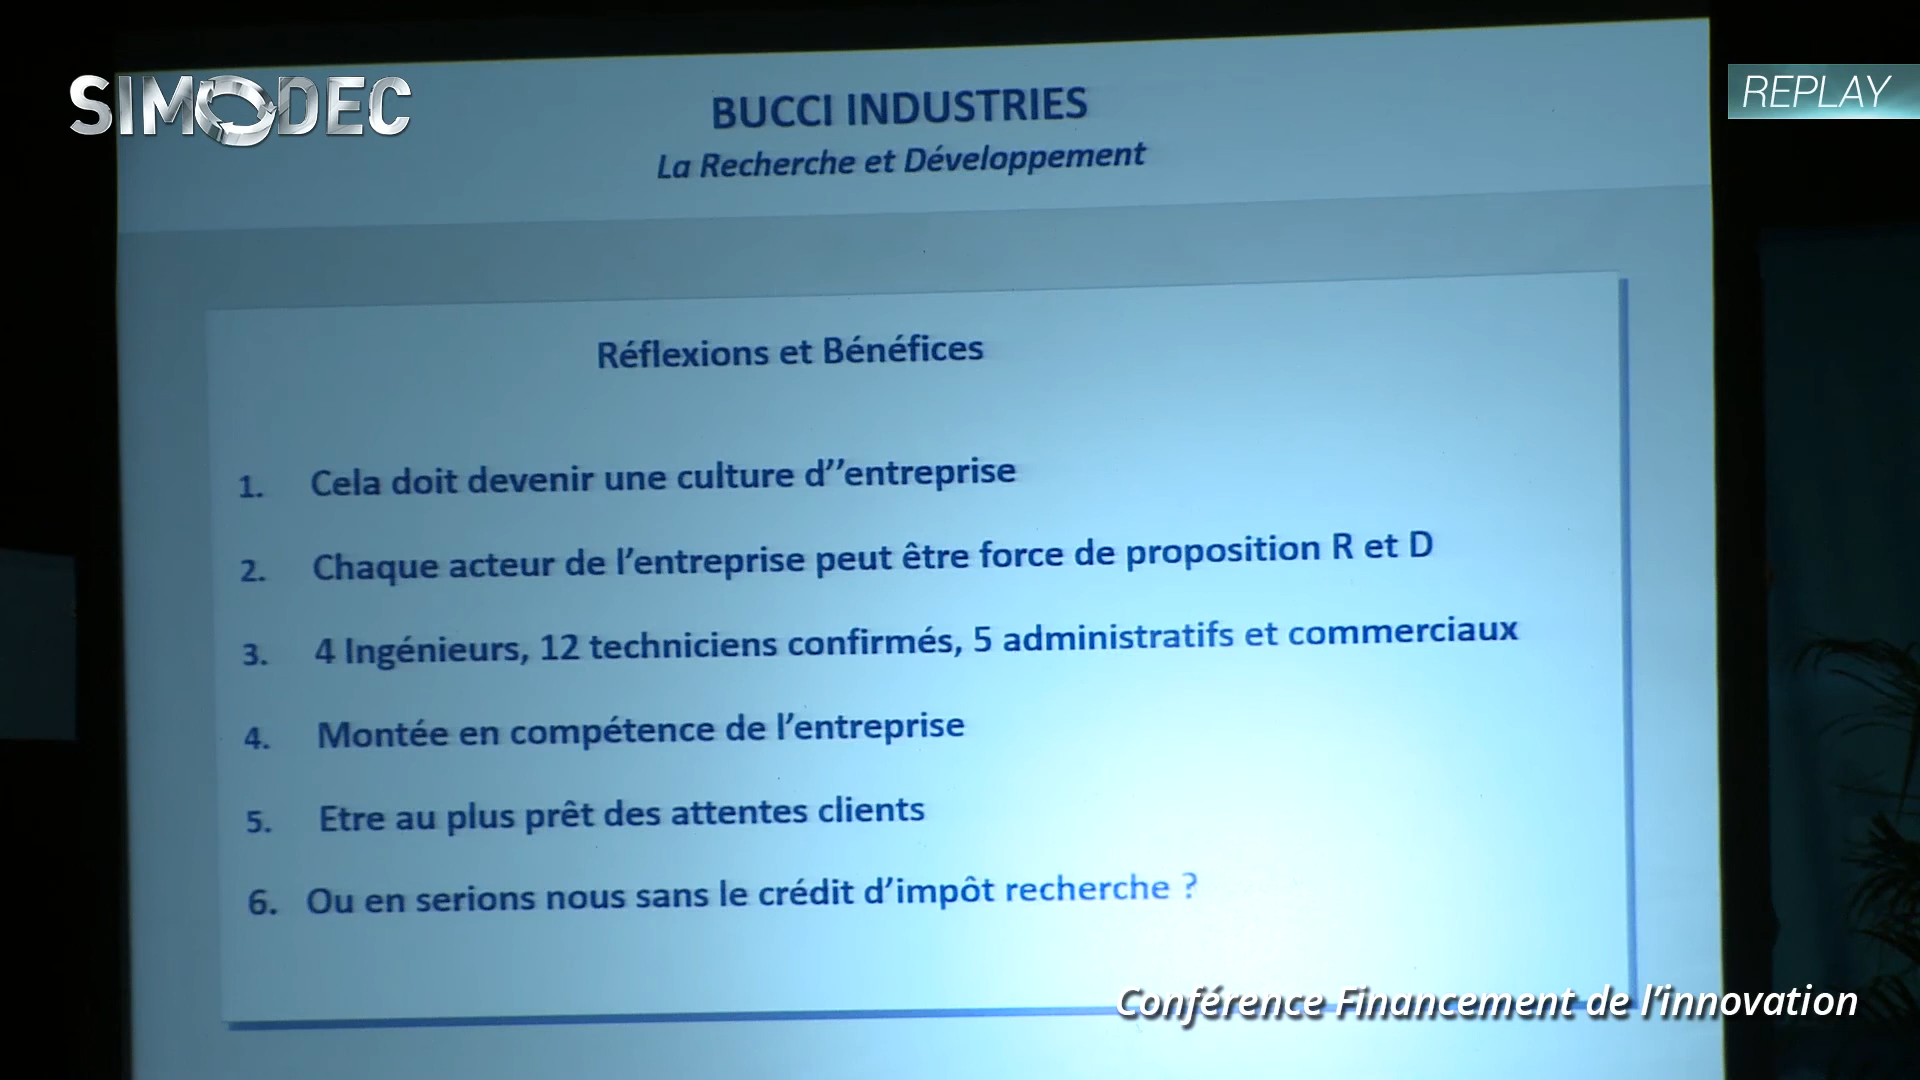 SIMODEC
REPLAY
BUCCI INDUSTRIES
La Recherche et Développement
Réflexions et Bénéfices
1. Cela doit devenir une culture d’’entreprise
2. Chaque acteur de l’entreprise peut être force de proposition R et D
3. 4 Ingénieurs, 12 techniciens confirmés, 5 administratifs et commerciaux
4. Montée en compétence de l’entreprise
5. Etre au plus prêt des attentes clients
6. Ou en serions nous sans le crédit d’impôt recherche ?
Conférence Financement de l’innovation